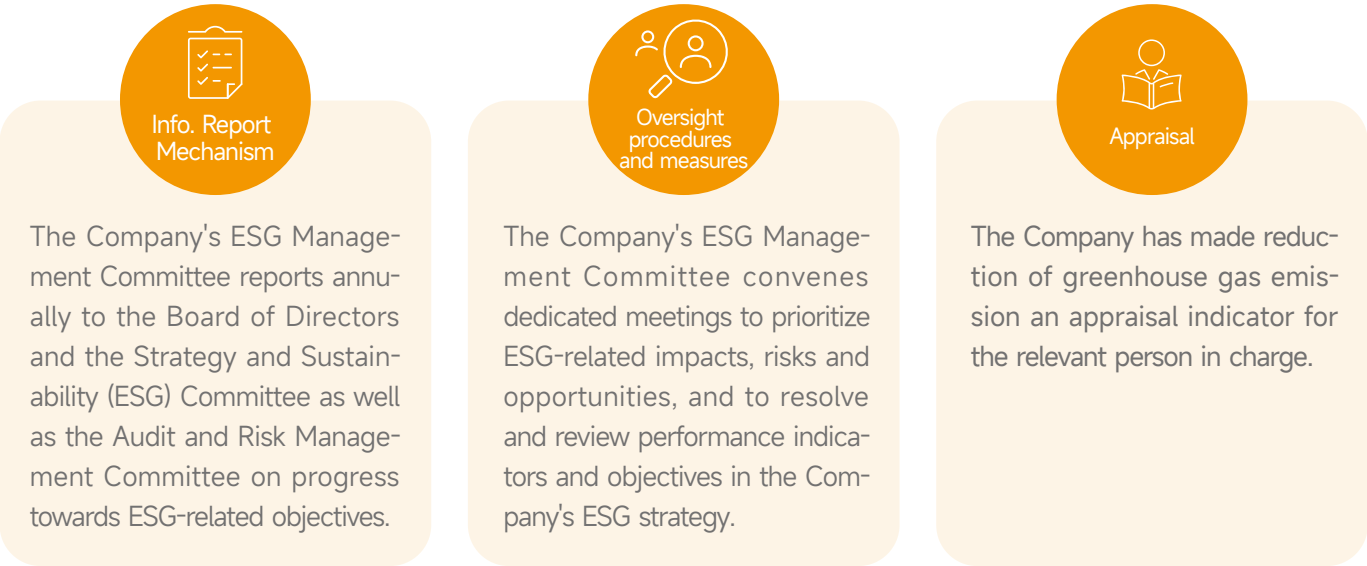 Info. Report
Mechanism
The Company's ESG Manage-
ment Committee reports annu-
ally to the Board of Directors
and the Strategy and Sustain-
ability (ESG) Committee as well
as the Audit and Risk Manage-
ment Committee on progress
towards ESG-related objectives.
Oversight
procedures
and measures
The Company's ESG Manage-
ment Committee convenes
dedicated meetings to prioritize
ESG-related impacts, risks and
opportunities, and to resolve
and review performance indica-
tors and objectives in the Com-
pany's ESG strategy.
Appraisal
The Company has made reduc-
tion of greenhouse gas emis-
sion an appraisal indicator for
the relevant person in charge.